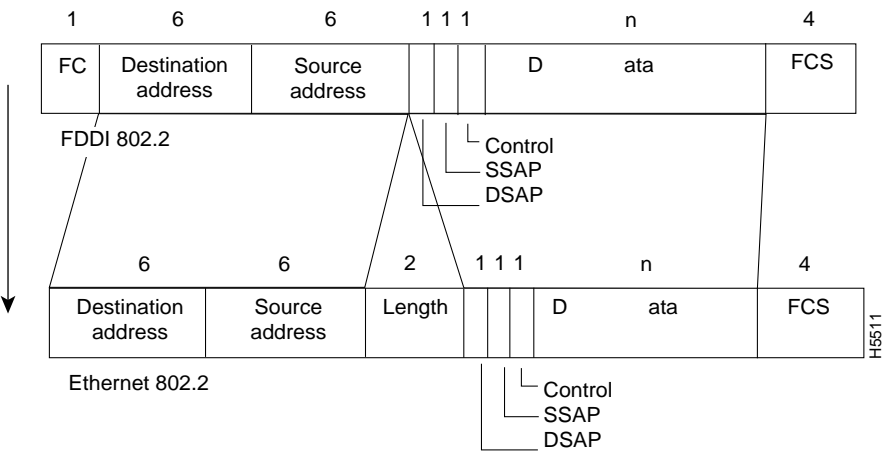 1 6 6 1 1 1 n 4
FC Destination address Source address D ata FCS
FDDI 802.2
Control
SSAP
DSAP
6 6 2 1 1 1 n 4
Destination address Source address Length D ata FCS
H5511
Ethernet 802.2
Control
SSAP
DSAP